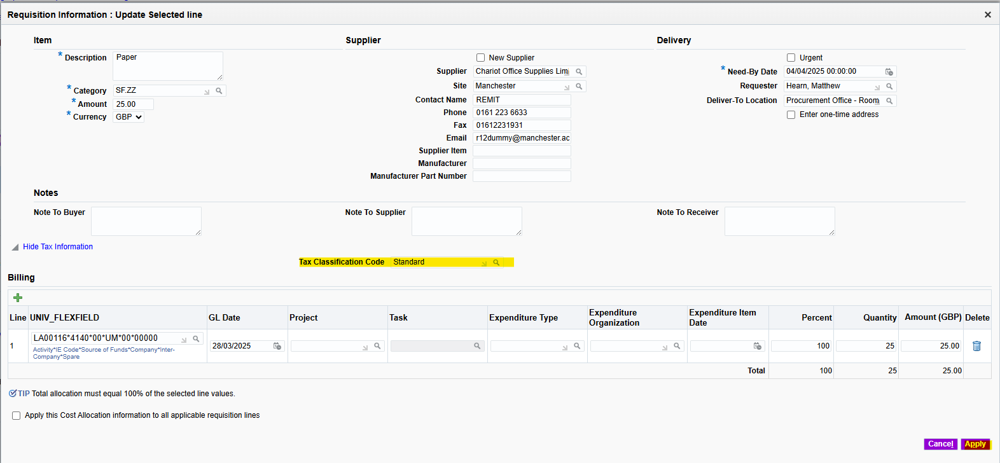 Requisition Information : Update Selected line
Item
* Description Paper
* Category SF.ZZ
* Amount 25.00
* Currency GBP
Supplier
New Supplier
Supplier Chariot Office Supplies Lim
Site Manchester
Contact Name REMIT
Phone 0161 223 6633
Fax 01612231931
Email r12dummy@manchester.ac
Supplier Item
Manufacturer
Manufacturer Part Number
Delivery
Urgent
* Need-By Date 04/04/2025 00:00:00
Requester Hearn, Matthew
Deliver-To Location Procurement Office - Room
Enter one-time address
Notes
Note To Buyer
Note To Supplier
Note To Receiver
Hide Tax Information
Tax Classification Code Standard
Billing
Line UNIV_FLEXFIELD GL Date Project Task Expenditure Type Expenditure Organization Expenditure Item Date Percent Quantity Amount (GBP) Delete
1 LA00116*4140*00*UM*00*00000 28/03/2025 100 25 25.00
Activity*IE Code*Source of Funds*Company*Inter-
Company*Spare
Total 100 25 25.00
TIP Total allocation must equal 100% of the selected line values.
Apply this Cost Allocation information to all applicable requisition lines
Cancel Apply